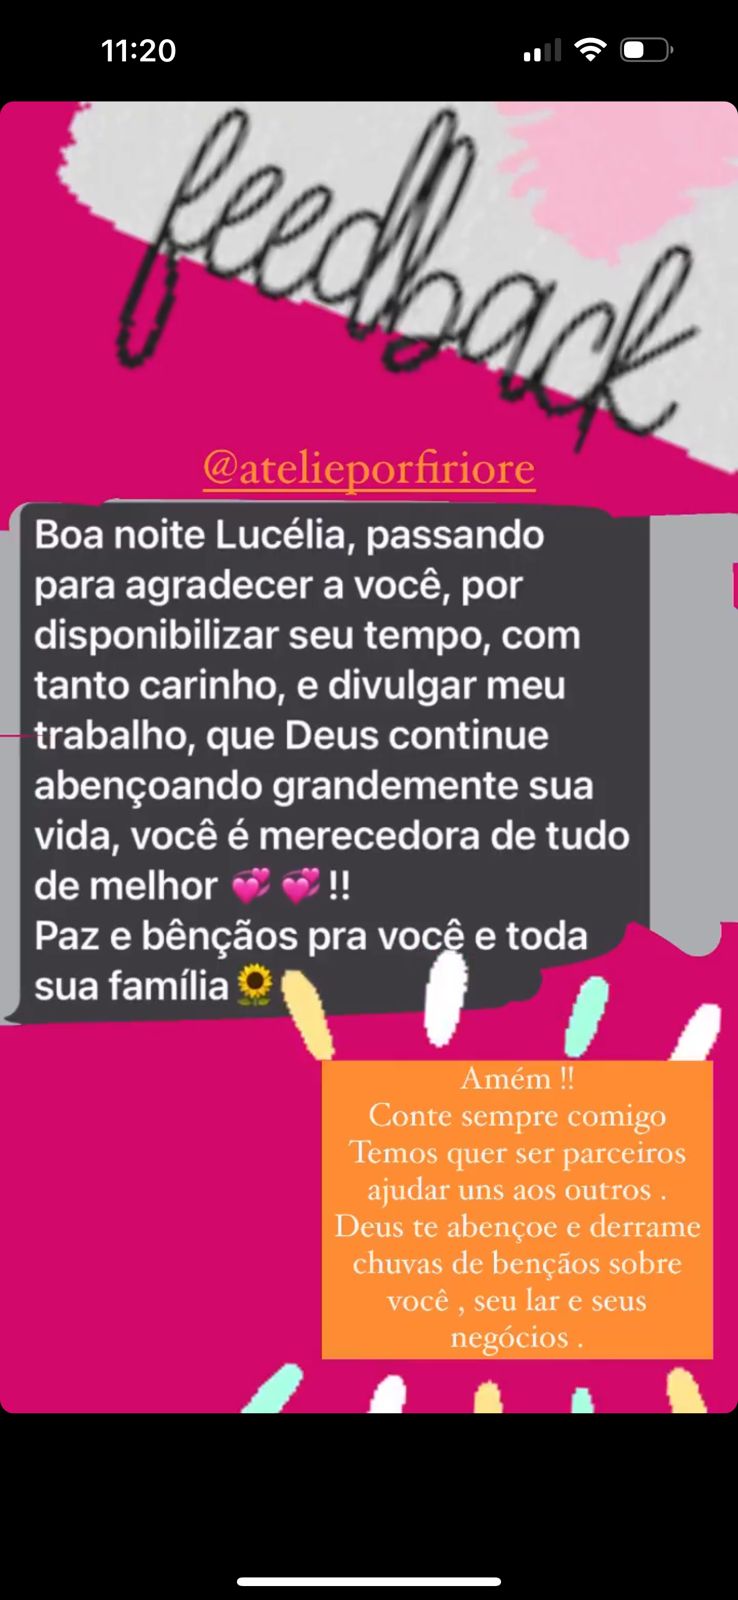 11:20
feedback
@atelieporfiriore
Boa noite Lucélia, passando
para agradecer a você, por
disponibilizar seu tempo, com
tanto carinho, e divulgar meu
trabalho, que Deus continue
abençoando grandemente sua
vida, você é merecedora de tudo
de melhor 💞 💞 !!
Paz e bênçãos pra você e toda
sua família🌻
Amém !!
Conte sempre comigo
Temos quer ser parceiros
ajudar uns aos outros .
Deus te abençoe e derrame
chuvas de bençãos sobre
você , seu lar e seus
negócios .